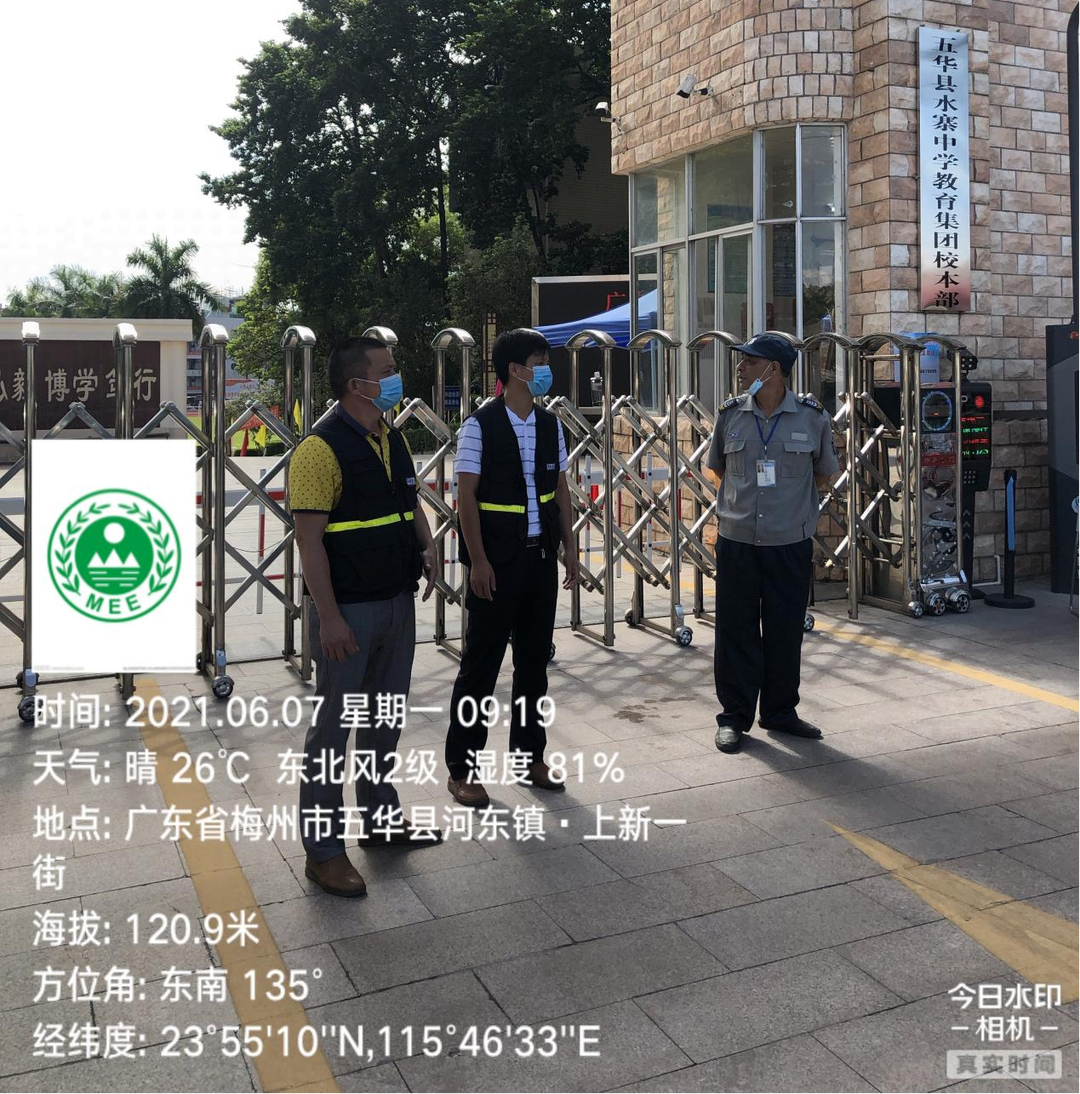 五华县水寨中学教育集团校本部
广
弘毅 博学 笃行
MEE
时间: 2021.06.07 星期一 09:19
天气: 晴 26℃ 东北风2级 湿度 81%
地点: 广东省梅州市五华县河东镇·上新一
街
海拔: 120.9米
方位角: 东南 135°
经纬度: 23°55'10"N,115°46'33"E
今日水印
-相机-
真实时间